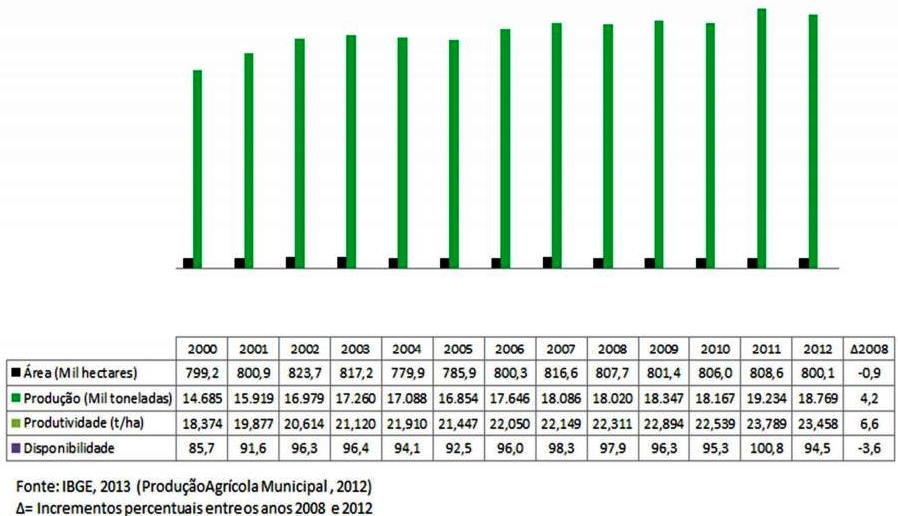 2000 2001 2002 2003 2004 2005 2006 2007 2008 2009 2010 2011 2012 Δ2008
Área (Mil hectares) 799,2 800,9 823,7 817,2 779,9 785,9 800,3 816,6 807,7 801,4 806,0 808,6 800,1 -0,9
Produção (Mil toneladas) 14.685 15.919 16.979 17.260 17.088 16.854 17.646 18.086 18.020 18.347 18.167 19.234 18.769 4,2
Produtividade (t/ha) 18,374 19,877 20,614 21,120 21,910 21,447 22,050 22,149 22,311 22,894 22,539 23,789 23,458 6,6
Disponibilidade 85,7 91,6 96,3 96,4 94,1 92,5 96,0 98,3 97,9 96,3 95,3 100,8 94,5 -3,6
Fonte: IBGE, 2013 (ProduçãoAgrícola Municipal , 2012)
Δ= Incrementos percentuais entre os anos 2008 e 2012